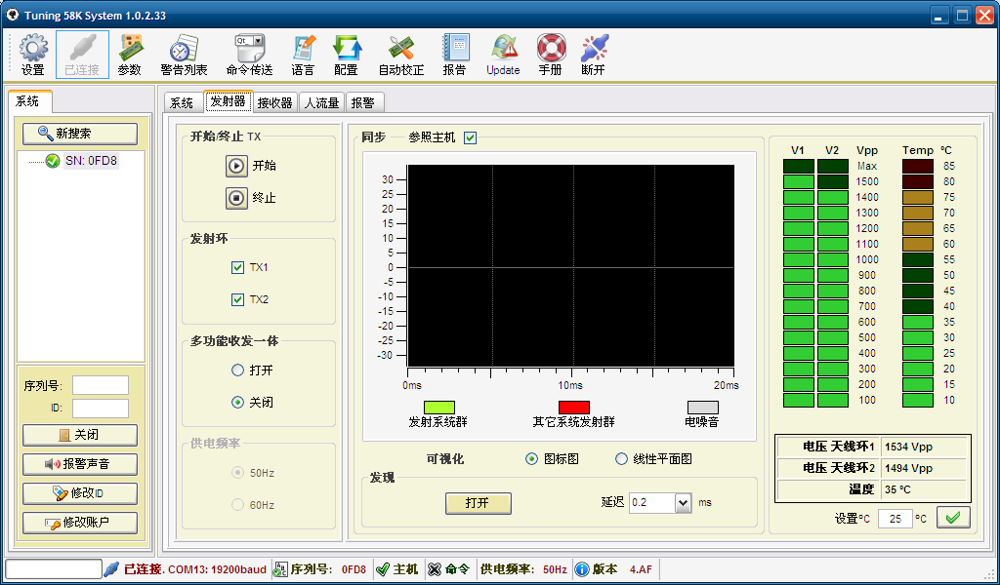 Tuning 58K System 1.0.2.33
设置 已连接 参数 警告列表 命令传送 语言 配置 自动校正 报告 Update 手册 断开
系统
系统 发射器 接收器 人流量 报警
新搜索
SN: 0FD8
序列号:
ID:
关闭
报警声音
修改ID
修改账户
开始/终止 TX
开始
终止
发射环
TX1
TX2
多功能收发一体
打开
关闭
供电频率
50Hz
60Hz
同步 参照主机
30
25
20
15
10
5
0
-5
-10
-15
-20
-25
-30
0ms 10ms 20ms
发射系统群 其它系统发射群 电噪音
可视化 图标图 线性平面图
发现
打开 延迟 0.2 ms
V1 V2 Vpp Temp °C
Max 85
1500 80
1400 75
1300 70
1200 65
1100 60
1000 55
900 50
800 45
700 40
600 35
500 30
400 25
300 20
200 15
100 10
电压 天线环1 1534 Vpp
电压 天线环2 1494 Vpp
温度 35 °C
设置°C 25 °C
已连接. COM13: 19200baud 序列号: 0FD8 主机 命令 供电频率: 50Hz 版本 4.AF